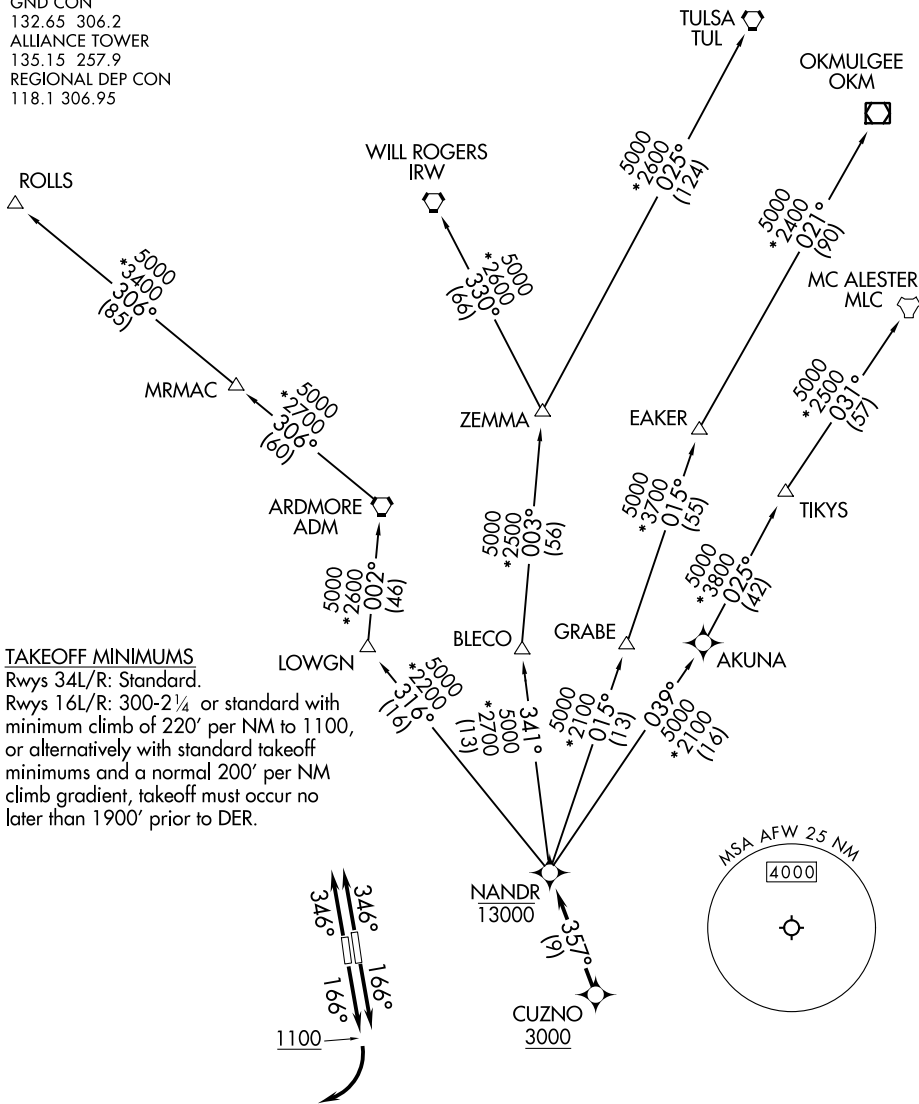 GND CON
132.65 306.2
ALLIANCE TOWER
135.15 257.9
REGIONAL DEP CON
118.1 306.95
TULSA
TUL
OKMULGEE
OKM
WILL ROGERS
IRW
ROLLS
5000
*2600
025°
(124)
5000
*2400
021°
(90)
MC ALESTER
MLC
5000
*3400
306°
(85)
5000
*2600
330°
(66)
MRMAC
5000
*2700
306°
(60)
ZEMMA
EAKER
5000
*2500
031°
(57)
ARDMORE
ADM
5000
*2500
003°
(56)
5000
*3700
015°
(55)
TIKYS
5000
*2600
002°
(46)
5000
*3800
025°
(42)
LOWGN
BLECO
GRABE
AKUNA
5000
*2200
316°
(16)
341°
5000
*2700
(13)
5000
*2100
015°
(13)
039°
5000
*2100
(16)
TAKEOFF MINIMUMS
Rwys 34L/R: Standard.
Rwys 16L/R: 300-2¼ or standard with
minimum climb of 220' per NM to 1100,
or alternatively with standard takeoff
minimums and a normal 200' per NM
climb gradient, takeoff must occur no
later than 1900' prior to DER.
MSA AFW 25 NM
4000
NANDR
13000
357°
(9)
CUZNO
3000
346°
346°
166°
166°
1100